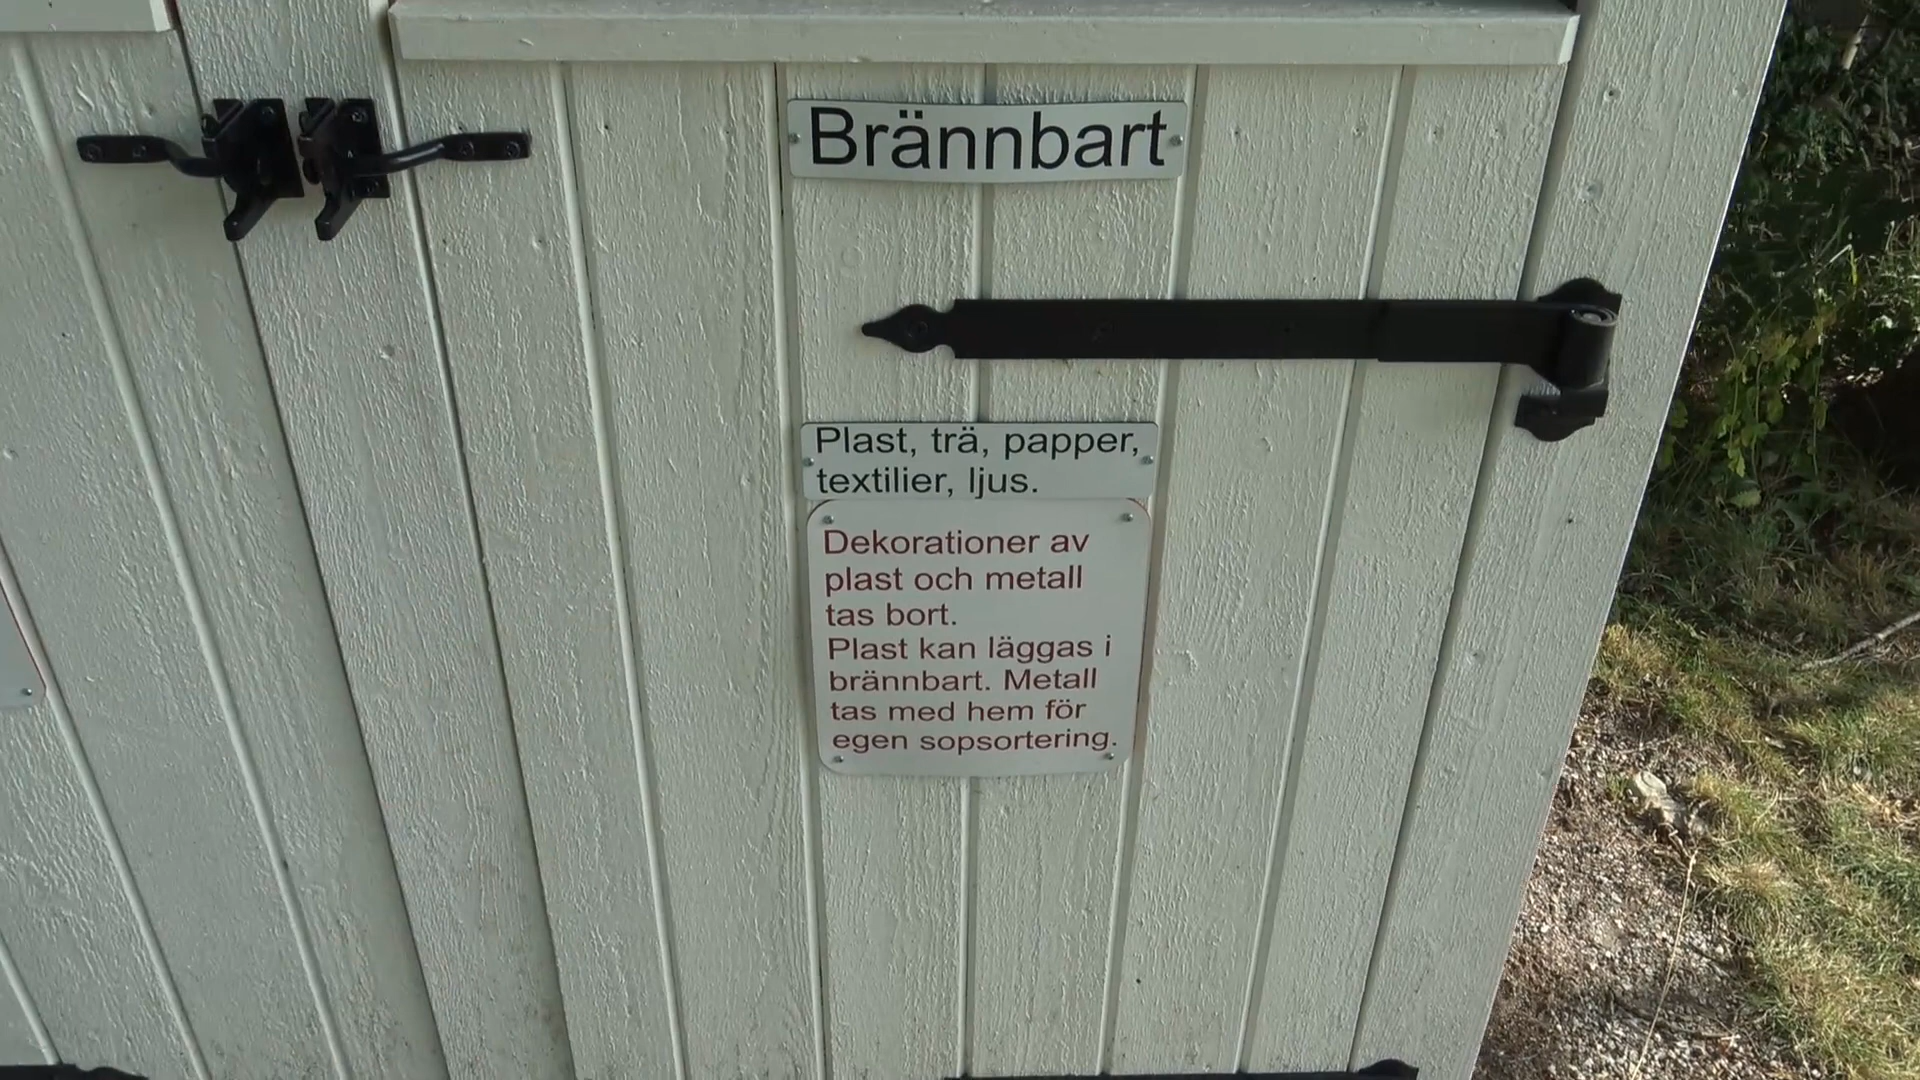 Brännbart
Plast, trä, papper,
textilier, ljus.
Dekorationer av
plast och metall
tas bort.
Plast kan läggas i
brännbart. Metall
tas med hem för
egen sopsortering.